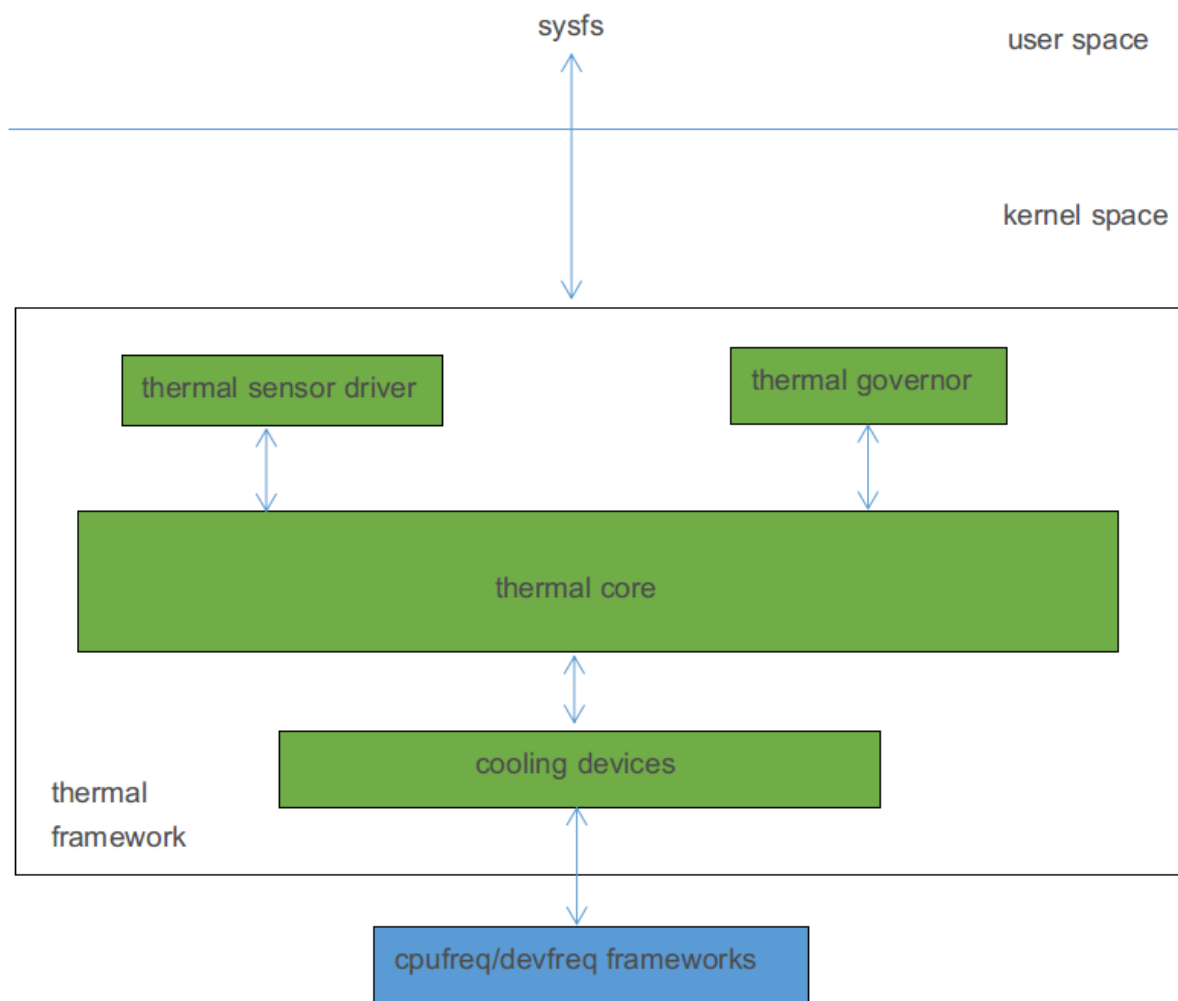 sysfs
user space
kernel space
thermal sensor driver
thermal governor
thermal core
cooling devices
thermal
framework
cpufreq/devfreq frameworks